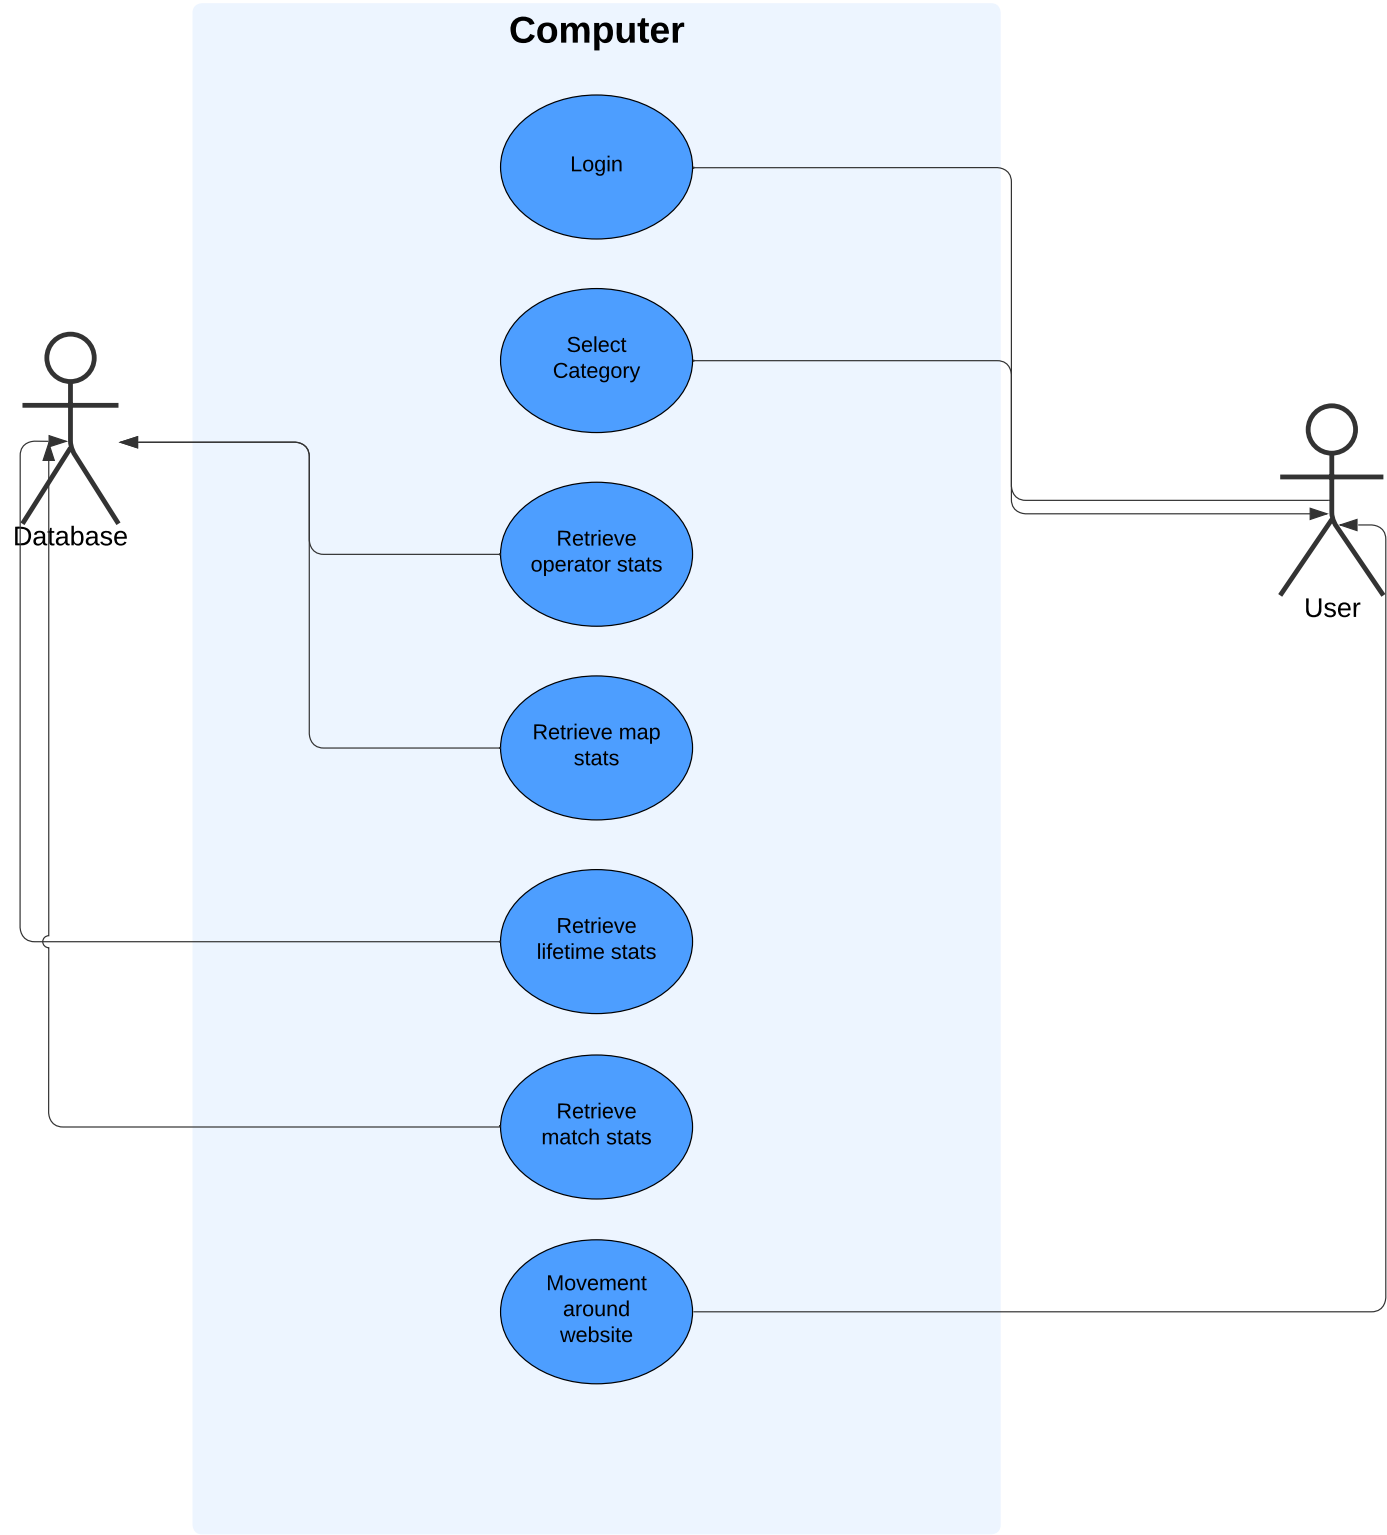 Computer
Login
Select
Category
Database
Retrieve
operator stats
User
Retrieve map
stats
Retrieve
lifetime stats
Retrieve
match stats
Movement
around
website